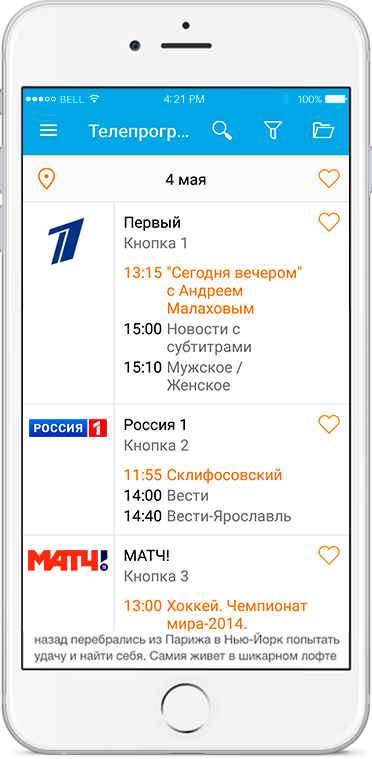 BELL 4:21 PM 100%
Телепрогр...
4 мая
1
Первый
Кнопка 1
13:15 "Сегодня вечером"
с Андреем
Малаховым
15:00 Новости с
субтитрами
15:10 Мужское /
Женское
РОССИЯ 1
Россия 1
Кнопка 2
11:55 Склифосовский
14:00 Вести
14:40 Вести-Ярославль
МАТЧ!
МАТЧ!
Кнопка 3
13:00 Хоккей. Чемпионат
мира-2014.
назад перебрались из Парижа в Нью-Йорк попытать
удачу и найти себя. Самия живет в шикарном лофте